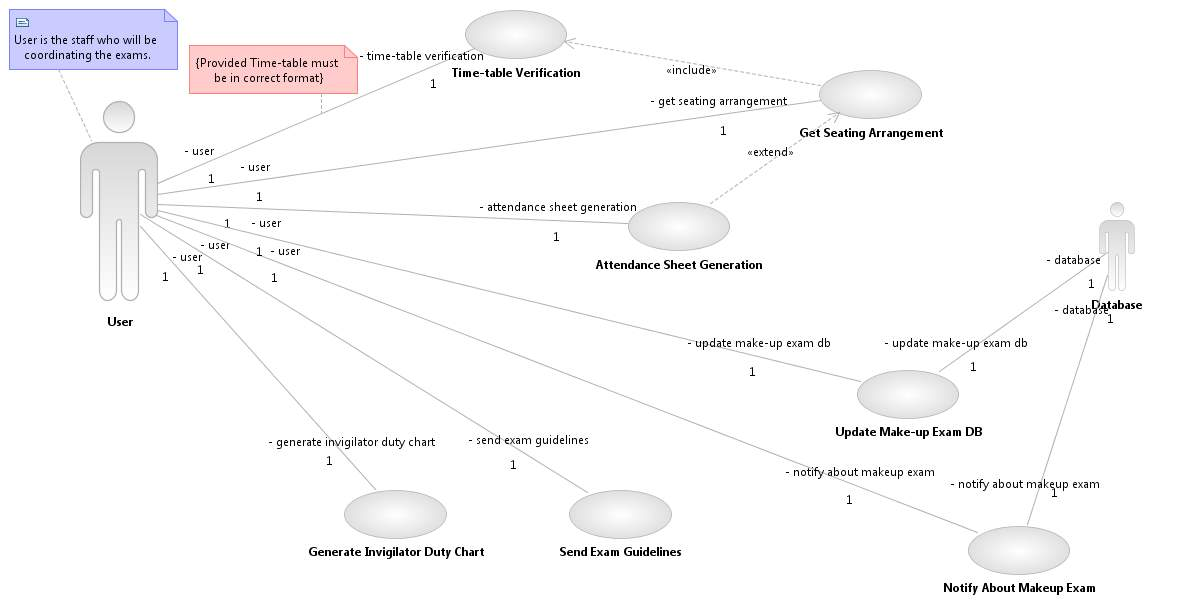 User is the staff who will be
coordinating the exams.
{Provided Time-table must
be in correct format}
- time-table verification
1
Time-table Verification
«include»
- get seating arrangement
1
Get Seating Arrangement
«extend»
- user
1
- user
1
- attendance sheet generation
1
Attendance Sheet Generation
1
- user
- user
1
- user
1
- user
1
1
User
- database
1
Database
- database
1
- update make-up exam db
1
- update make-up exam db
1
Update Make-up Exam DB
- generate invigilator duty chart
1
- send exam guidelines
1
- notify about makeup exam
1
- notify about makeup exam
1
Generate Invigilator Duty Chart
Send Exam Guidelines
Notify About Makeup Exam